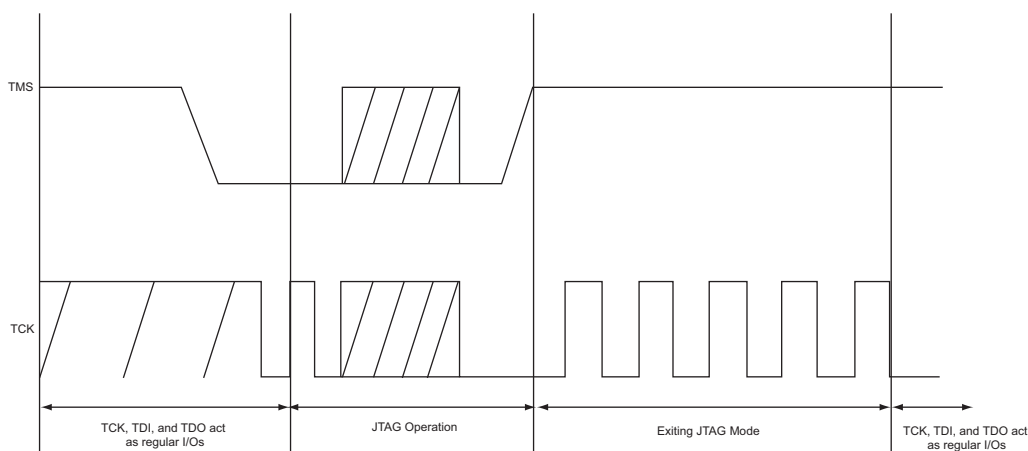 TMS
TCK
TCK, TDI, and TDO act
as regular I/Os
JTAG Operation
Exiting JTAG Mode
TCK, TDI, and TDO act
as regular I/Os